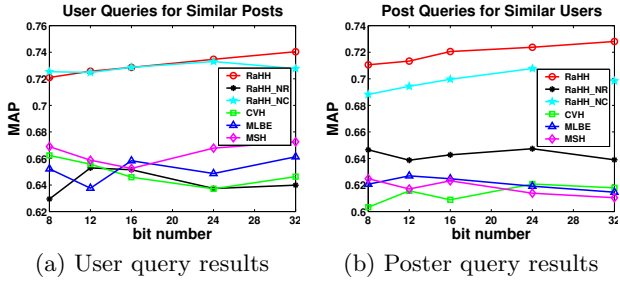 User Queries for Similar Posts
0.76
0.74
0.72
0.7
0.68
0.66
0.64
0.62
MAP
8 12 16 20 24 28 32
bit number
RaHH
RaHH_NR
RaHH_NC
CVH
MLBE
MSH
(a) User query results
Post Queries for Similar Users
0.74
0.72
0.7
0.68
0.66
0.64
0.62
0.6
MAP
8 12 16 20 24 28 32
bit number
RaHH
RaHH_NR
RaHH_NC
CVH
MLBE
MSH
(b) Poster query results